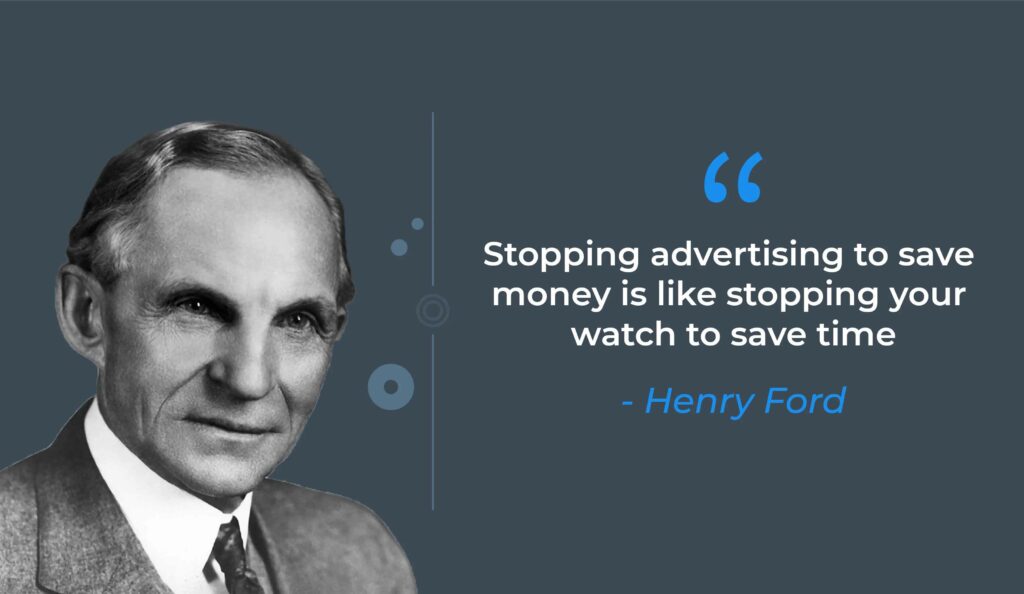 “
Stopping advertising to save
money is like stopping your
watch to save time
- Henry Ford